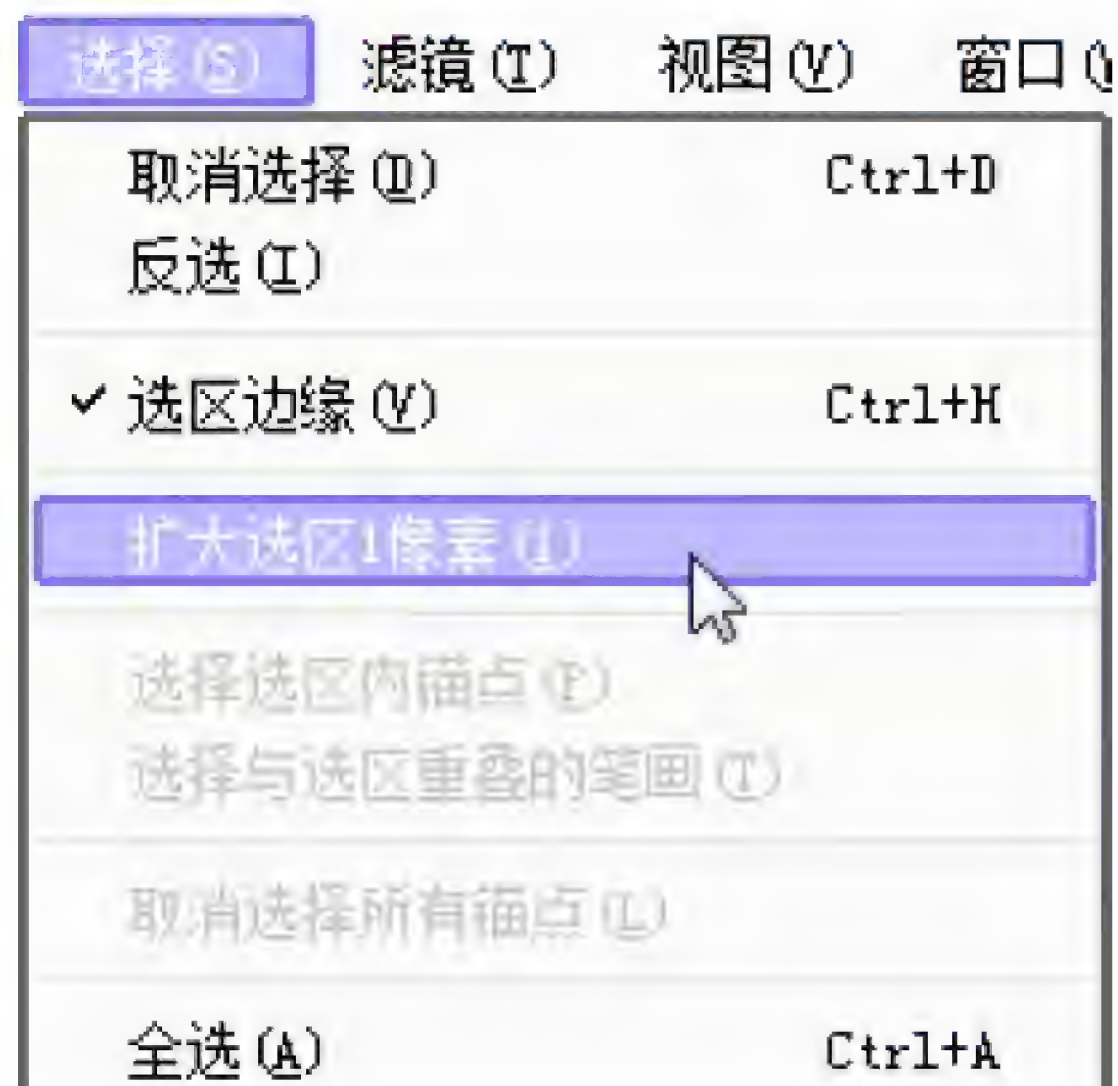 选择(S) 滤镜(T) 视图(V) 窗口(
取消选择(D) Ctrl+D
反选(I)
✓ 选区边缘(V) Ctrl+H
扩大选区1像素(1)
选择选区内锚点(P)
选择与选区重叠的笔画(T)
取消选择所有锚点(L)
全选(A) Ctrl+A